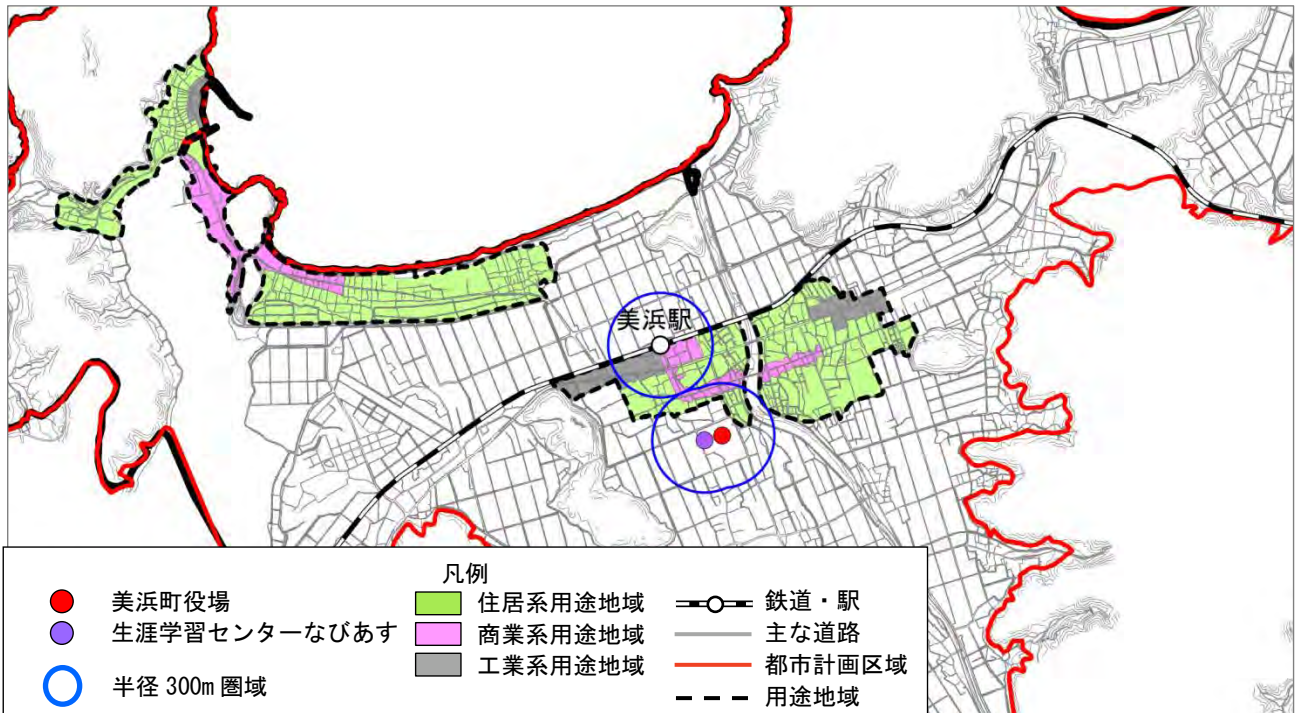 美浜駅
凡例
美浜町役場
生涯学習センターなびあす
半径 300m 圏域
住居系用途地域
商業系用途地域
工業系用途地域
鉄道・駅
主な道路
都市計画区域
用途地域